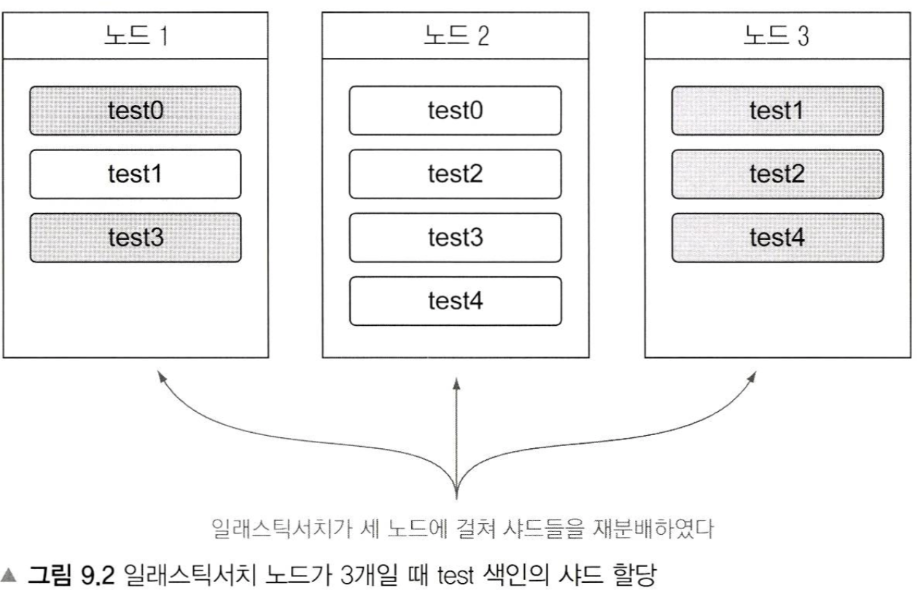 노드 1
test0
test1
test3
노드 2
test0
test2
test3
test4
노드 3
test1
test2
test4
일래스틱서치가 세 노드에 걸쳐 샤드들을 재분배하였다
▲ 그림 9.2 일래스틱서치 노드가 3개일 때 test 색인의 샤드 할당